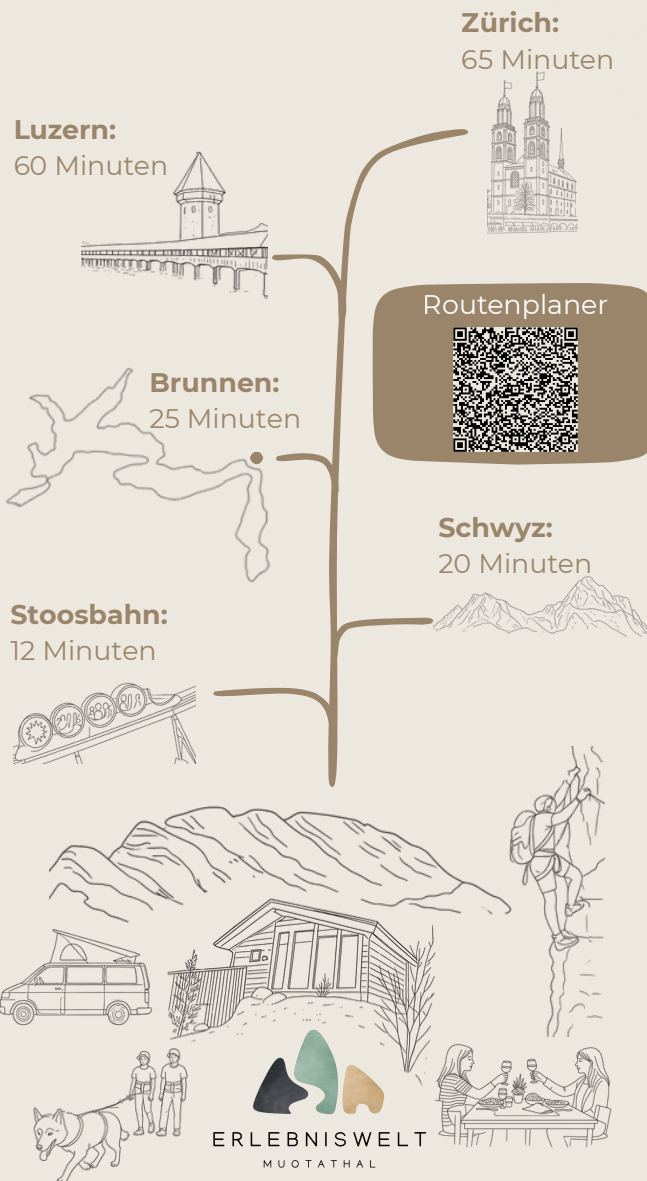 Zürich:
65 Minuten
Luzern:
60 Minuten
Routenplaner
Brunnen:
25 Minuten
Schwyz:
20 Minuten
Stoosbahn:
12 Minuten
ERLEBNISWELT
MUOTATHAL